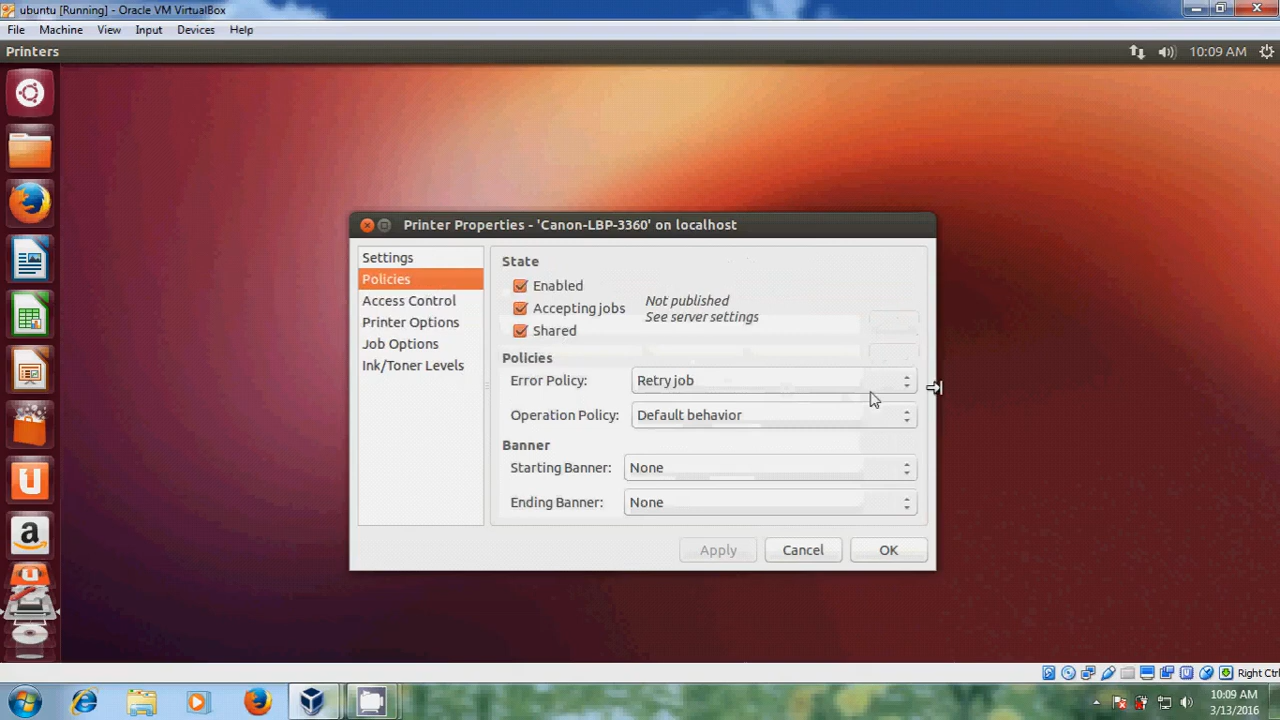 ubuntu [Running] - Oracle VM VirtualBox
File Machine View Input Devices Help
Printers 10:09 AM
Printer Properties - 'Canon-LBP-3360' on localhost
Settings
Policies
Access Control
Printer Options
Job Options
Ink/Toner Levels
State
Enabled
Accepting jobs
Shared
Not published
See server settings
Policies
Error Policy: Retry job
Operation Policy: Default behavior
Banner
Starting Banner: None
Ending Banner: None
Apply Cancel OK
Right Ctrl
10:09 AM
3/13/2016